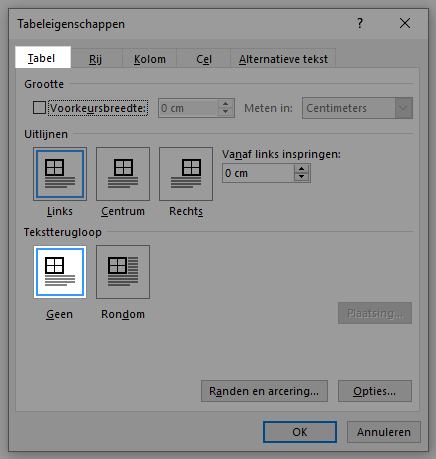 Tabeleigenschappen ? ×
Tabel Rij Kolom Cel Alternatieve tekst
Grootte
Voorkeursbreedte: 0 cm Meten in: Centimeters
Uitlijnen
Vanaf links inspringen:
0 cm
Links Centrum Rechts
Tekstterugloop
Geen Rondom
Plaatsing...
Randen en arcering... Opties...
OK Annuleren